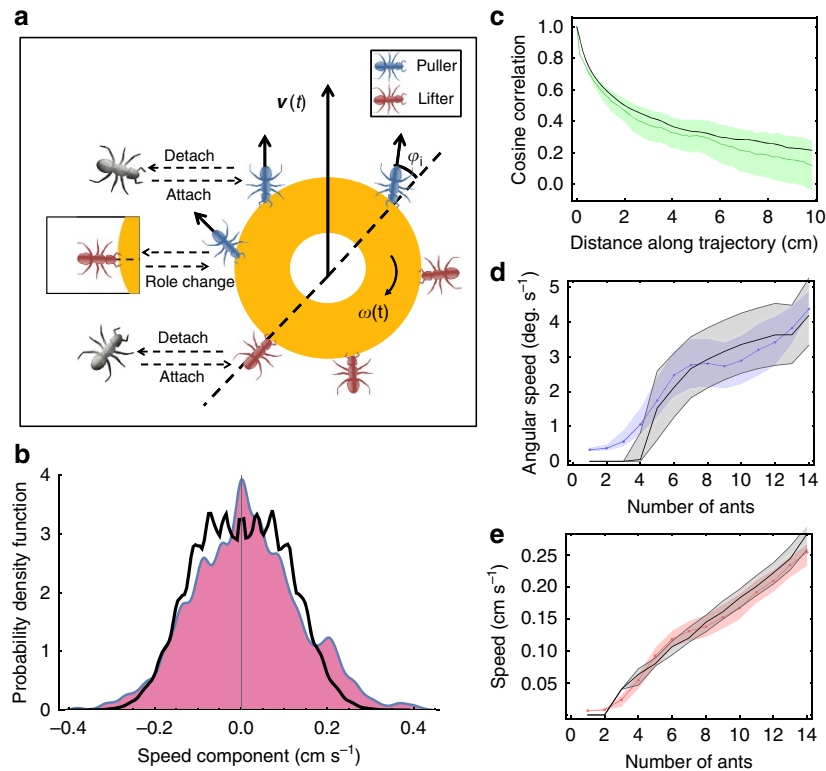 a
Puller
Lifter
v(t)
φi
Detach
Attach
Role change
ω(t)
Detach
Attach
b
Probability density function
4
3
2
1
0
−0.4
−0.2
0.0
0.2
0.4
Speed component (cm s−1)
c
Cosine correlation
1.0
0.8
0.6
0.4
0.2
0.0
0
2
4
6
8
10
Distance along trajectory (cm)
d
Angular speed (deg. s−1)
5
4
3
2
1
0
0
2
4
6
8
10
12
14
Number of ants
e
Speed (cm s−1)
0.25
0.20
0.15
0.10
0.05
0
2
4
6
8
10
12
14
Number of ants